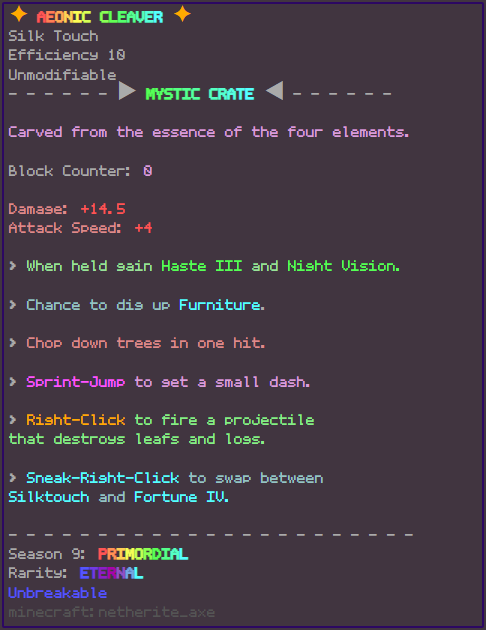 ✦ AEONIC CLEAVER ✦
Silk Touch
Efficiency 10
Unmodifiable
- - - - - - ▶ MYSTIC CRATE ◀ - - - - - -
Carved from the essence of the four elements.
Block Counter: 0
Damage: +14.5
Attack Speed: +4
> When held gain Haste III and Night Vision.
> Chance to dig up Furniture.
> Chop down trees in one hit.
> Sprint-Jump to get a small dash.
> Right-Click to fire a projectile
that destroys leafs and logs.
> Sneak-Right-Click to swap between
Silktouch and Fortune IV.
- - - - - - - - - - - - - - - - - - - - - - -
Season 9: PRIMORDIAL
Rarity: ETERNAL
Unbreakable
minecraft:netherite_axe